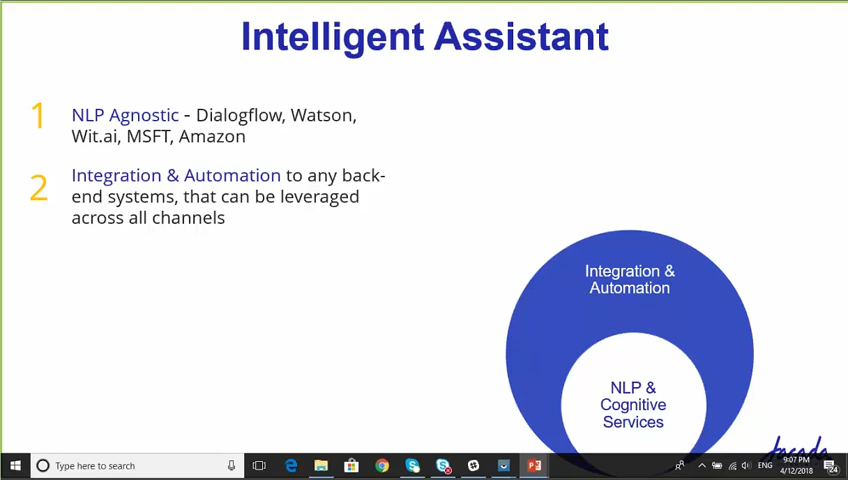 Intelligent Assistant
1
NLP Agnostic - Dialogflow, Watson,
Wit.ai, MSFT, Amazon
2
Integration & Automation to any back-
end systems, that can be leveraged
across all channels
Integration &
Automation
NLP &
Cognitive
Services
Jacada
Type here to search
ENG
9:07 PM
4/12/2018
24